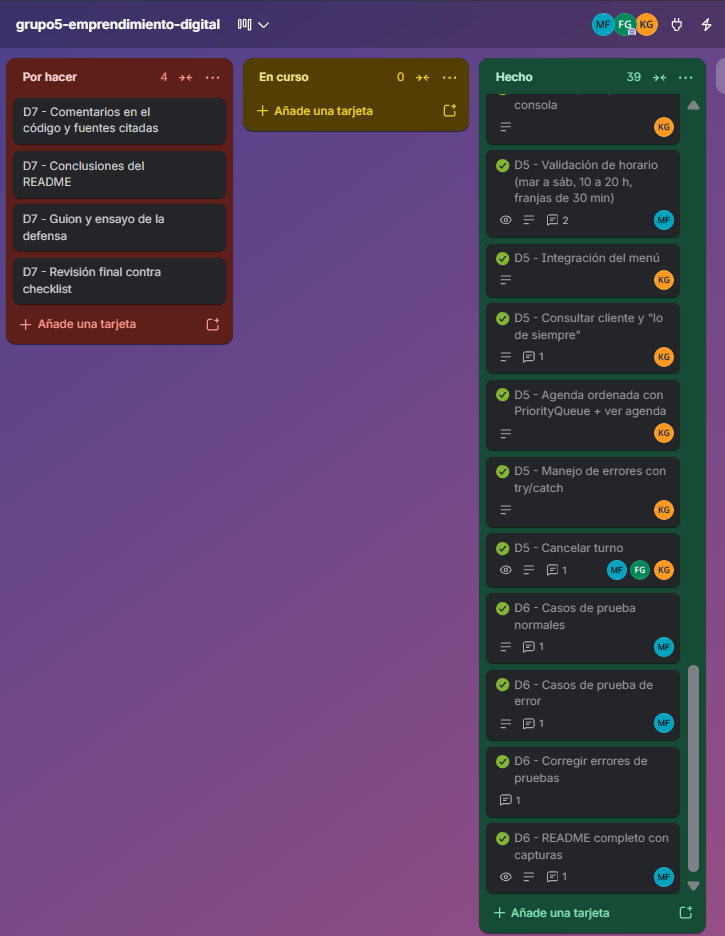 grupo5-emprendimiento-digital
MF FG KG
Por hacer 4
D7 - Comentarios en el
código y fuentes citadas
D7 - Conclusiones del
README
D7 - Guion y ensayo de la
defensa
D7 - Revisión final contra
checklist
Añade una tarjeta
En curso 0
Añade una tarjeta
Hecho 39
consola
KG
D5 - Validación de horario
(mar a sáb, 10 a 20 h,
franjas de 30 min)
2 MF
D5 - Integración del menú
KG
D5 - Consultar cliente y "lo
de siempre"
1 KG
D5 - Agenda ordenada con
PriorityQueue + ver agenda
KG
D5 - Manejo de errores con
try/catch
KG
D5 - Cancelar turno
1 MF FG KG
D6 - Casos de prueba
normales
1 MF
D6 - Casos de prueba de
error
1 MF
D6 - Corregir errores de
pruebas
1
D6 - README completo con
capturas
1 MF
Añade una tarjeta